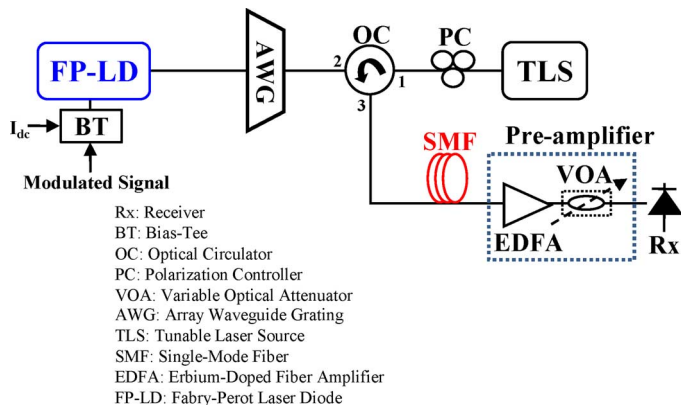 OC
PC
FP-LD
AWG
2
1
TLS
3
I_dc
BT
SMF
Pre-amplifier
VOA
Modulated Signal
EDFA
Rx
Rx: Receiver
BT: Bias-Tee
OC: Optical Circulator
PC: Polarization Controller
VOA: Variable Optical Attenuator
AWG: Array Waveguide Grating
TLS: Tunable Laser Source
SMF: Single-Mode Fiber
EDFA: Erbium-Doped Fiber Amplifier
FP-LD: Fabry-Perot Laser Diode